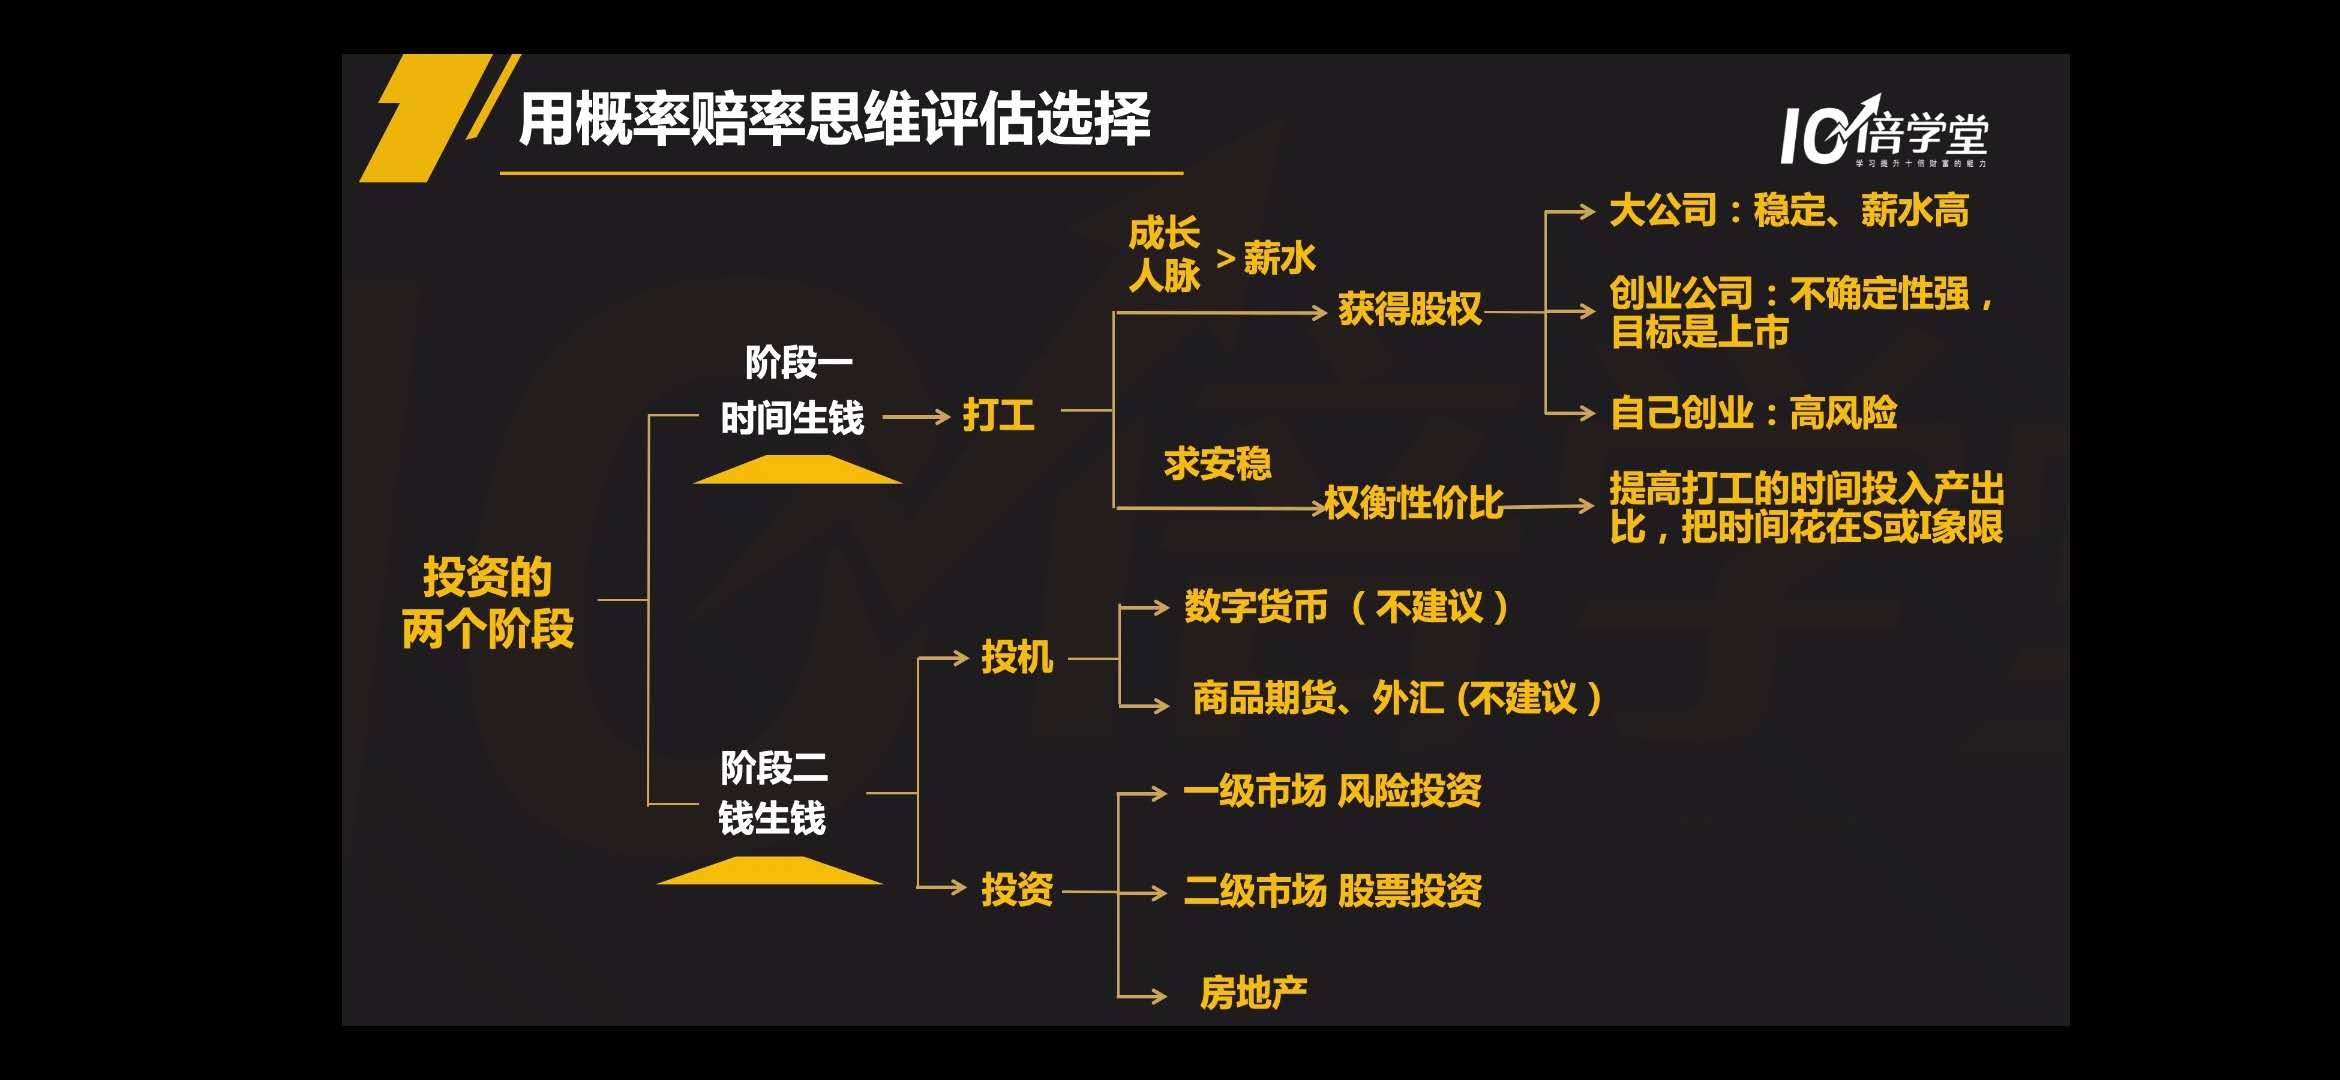 用概率赔率思维评估选择
10倍学堂
学习提升十倍财富的能力
投资的
两个阶段
阶段一
时间生钱
打工
成长
人脉
＞薪水
获得股权
大公司：稳定、薪水高
创业公司：不确定性强，
目标是上市
自己创业：高风险
求安稳
权衡性价比
提高打工的时间投入产出
比，把时间花在S或I象限
阶段二
钱生钱
投机
数字货币（不建议）
商品期货、外汇 (不建议）
投资
一级市场 风险投资
二级市场 股票投资
房地产